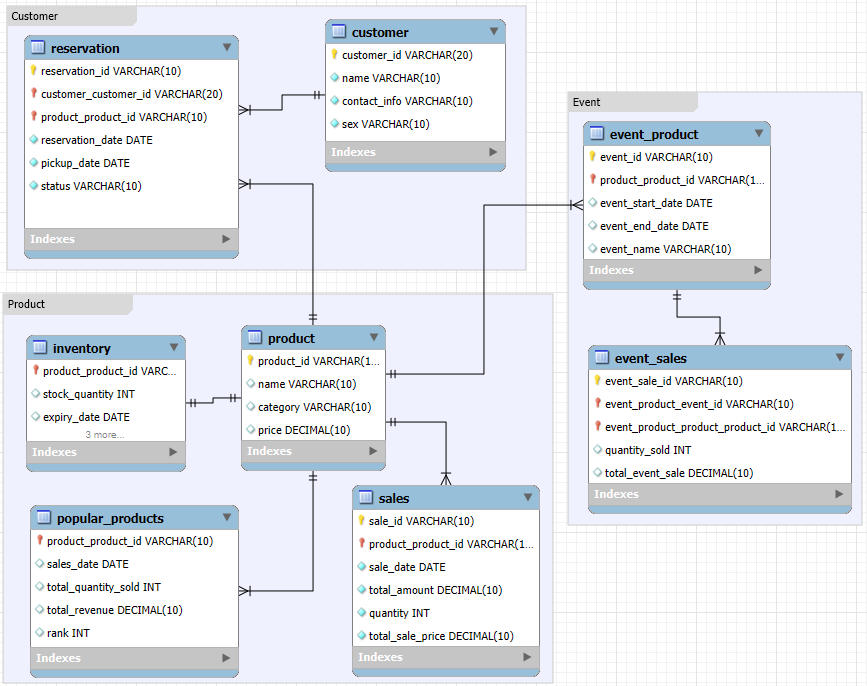 Customer
reservation
reservation_id VARCHAR(10)
customer_customer_id VARCHAR(20)
product_product_id VARCHAR(10)
reservation_date DATE
pickup_date DATE
status VARCHAR(10)
Indexes
customer
customer_id VARCHAR(20)
name VARCHAR(10)
contact_info VARCHAR(10)
sex VARCHAR(10)
Indexes
Event
event_product
event_id VARCHAR(10)
product_product_id VARCHAR(1...
event_start_date DATE
event_end_date DATE
event_name VARCHAR(10)
Indexes
event_sales
event_sale_id VARCHAR(10)
event_product_event_id VARCHAR(10)
event_product_product_product_id VARCHAR(1...
quantity_sold INT
total_event_sale DECIMAL(10)
Indexes
Product
inventory
product_product_id VARC...
stock_quantity INT
expiry_date DATE
3 more...
Indexes
product
product_id VARCHAR(1...
name VARCHAR(10)
category VARCHAR(10)
price DECIMAL(10)
Indexes
popular_products
product_product_id VARCHAR(10)
sales_date DATE
total_quantity_sold INT
total_revenue DECIMAL(10)
rank INT
Indexes
sales
sale_id VARCHAR(10)
product_product_id VARCHAR(1...
sale_date DATE
total_amount DECIMAL(10)
quantity INT
total_sale_price DECIMAL(10)
Indexes